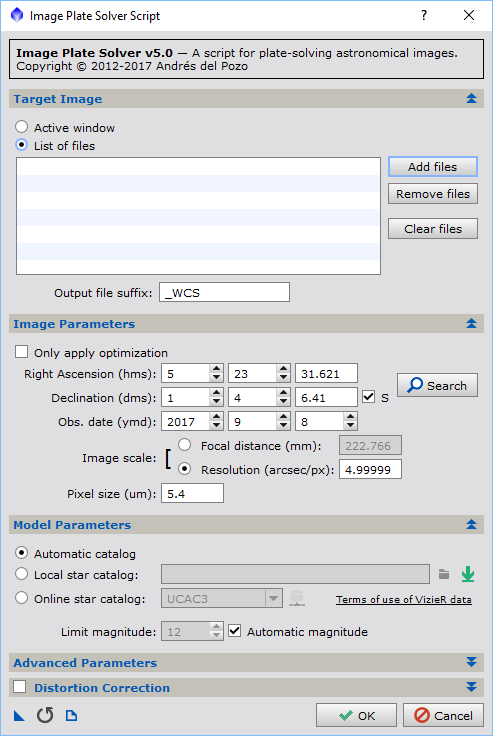 Image Plate Solver Script ? ×
Image Plate Solver v5.0 — A script for plate-solving astronomical images.
Copyright © 2012-2017 Andrés del Pozo
Target Image
Active window
List of files
Add files
Remove files
Clear files
Output file suffix: _WCS
Image Parameters
Only apply optimization
Right Ascension (hms): 5 23 31.621
Search
Declination (dms): 1 4 6.41 S
Obs. date (ymd): 2017 9 8
Image scale:
Focal distance (mm): 222.766
Resolution (arcsec/px): 4.99999
Pixel size (um): 5.4
Model Parameters
Automatic catalog
Local star catalog:
Online star catalog: UCAC3 Terms of use of VizieR data
Limit magnitude: 12 Automatic magnitude
Advanced Parameters
Distortion Correction
OK Cancel